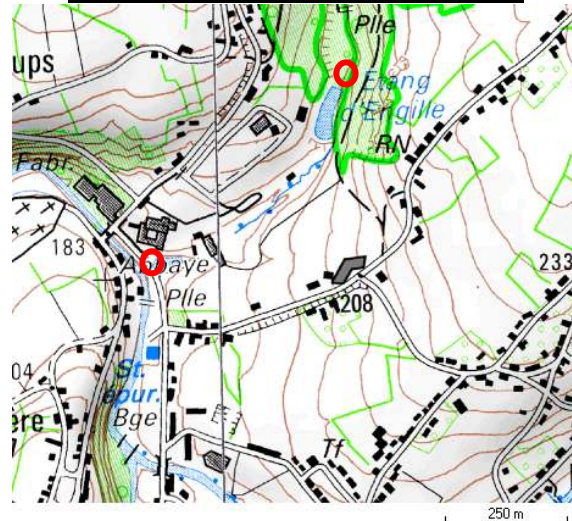 Plle
ups
Etang
d'Engille
RN
Fabr.
183
Abbaye
Plle
233
208
04
St.
épur.
ère
Bge
Tf
250 m